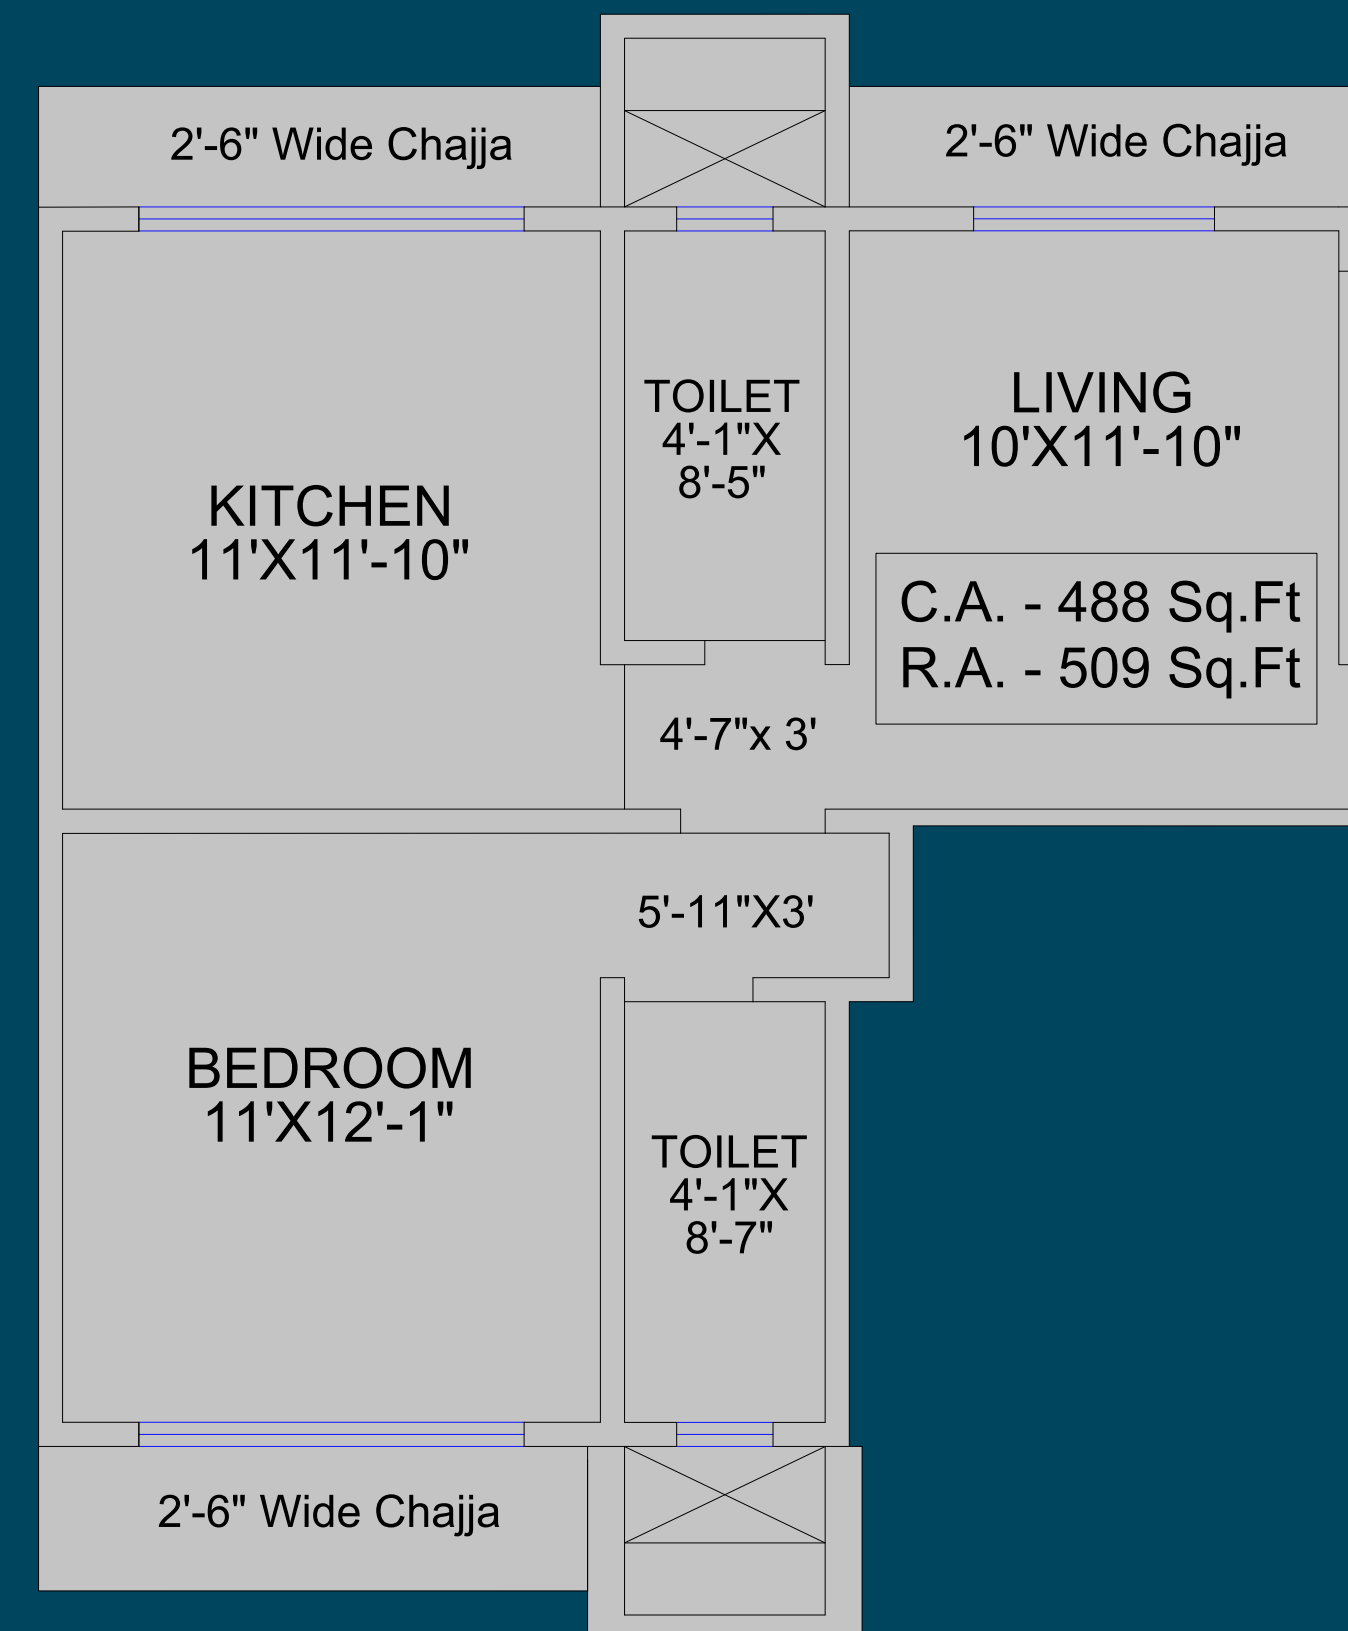 2'-6" Wide Chajja
2'-6" Wide Chajja
KITCHEN
11'X11'-10"
TOILET
4'-1"X
8'-5"
LIVING
10'X11'-10"
C.A. - 488 Sq.Ft
R.A. - 509 Sq.Ft
4'-7"x 3'
5'-11"X3'
BEDROOM
11'X12'-1"
TOILET
4'-1"X
8'-7"
2'-6" Wide Chajja